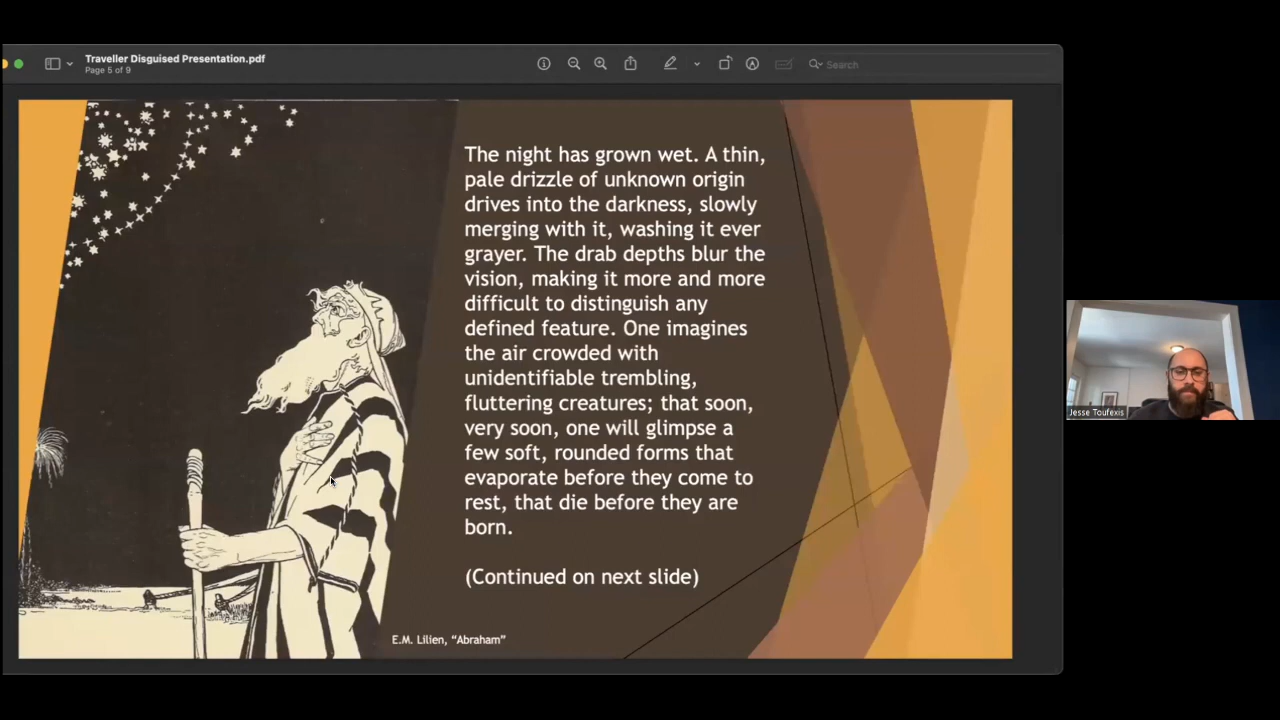 Traveller Disguised Presentation.pdf
Page 5 of 9
Search
The night has grown wet. A thin,
pale drizzle of unknown origin
drives into the darkness, slowly
merging with it, washing it ever
grayer. The drab depths blur the
vision, making it more and more
difficult to distinguish any
defined feature. One imagines
the air crowded with
unidentifiable trembling,
fluttering creatures; that soon,
very soon, one will glimpse a
few soft, rounded forms that
evaporate before they come to
rest, that die before they are
born.
(Continued on next slide)
E.M. Lilien, “Abraham”
Jesse Toufexis